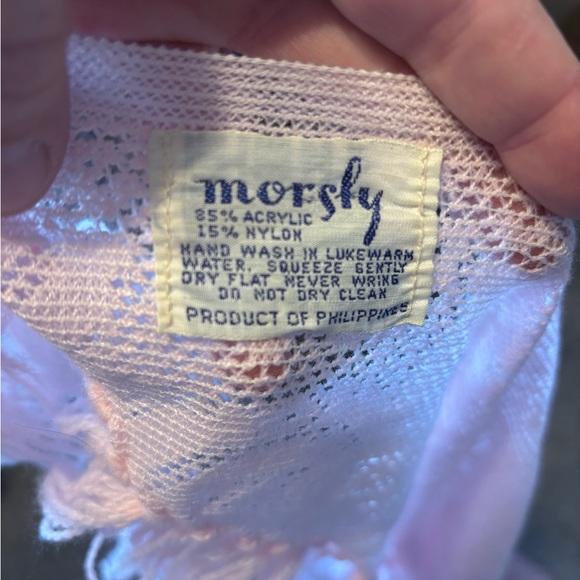 morsly
85% ACRYLIC
15% NYLON
HAND WASH IN LUKEWARM
WATER. SQUEEZE GENTLY
DRY FLAT NEVER WRING
DO NOT DRY CLEAN
PRODUCT OF PHILIPPINES